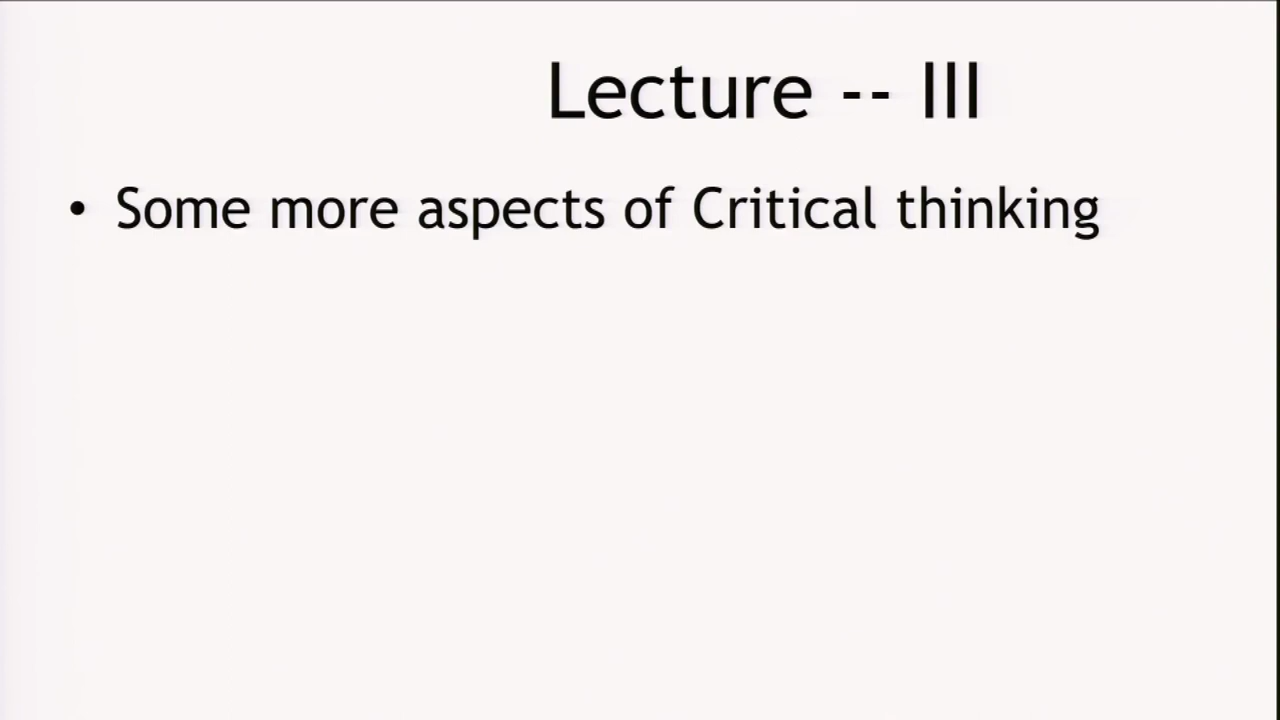 Lecture -- III
• Some more aspects of Critical thinking